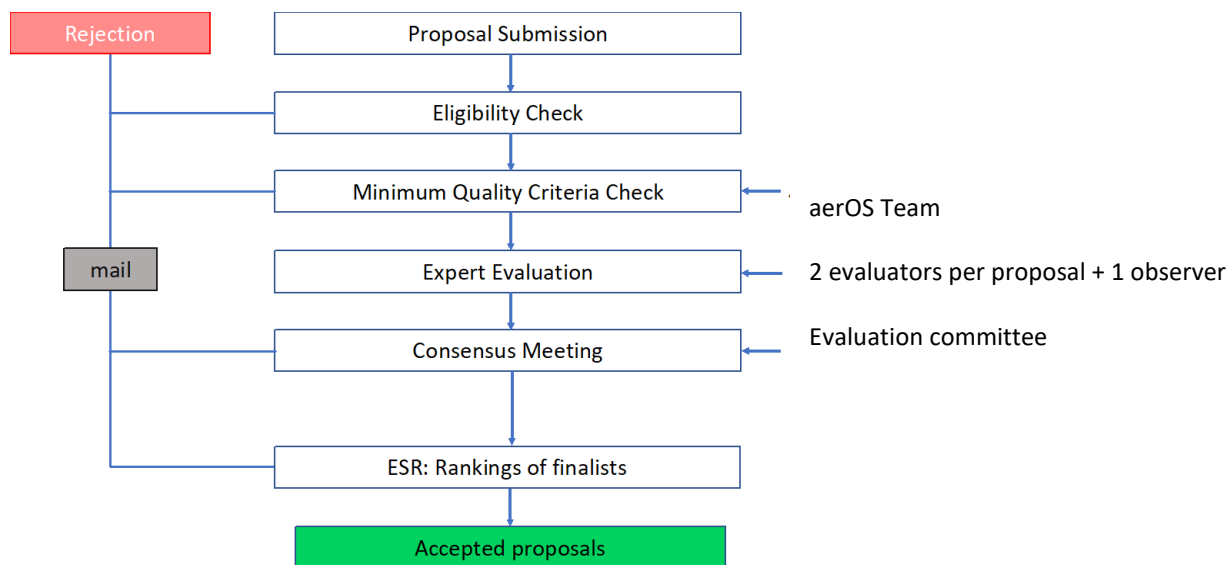 Rejection
Proposal Submission
Eligibility Check
Minimum Quality Criteria Check
aerOS Team
mail
Expert Evaluation
2 evaluators per proposal + 1 observer
Consensus Meeting
Evaluation committee
ESR: Rankings of finalists
Accepted proposals